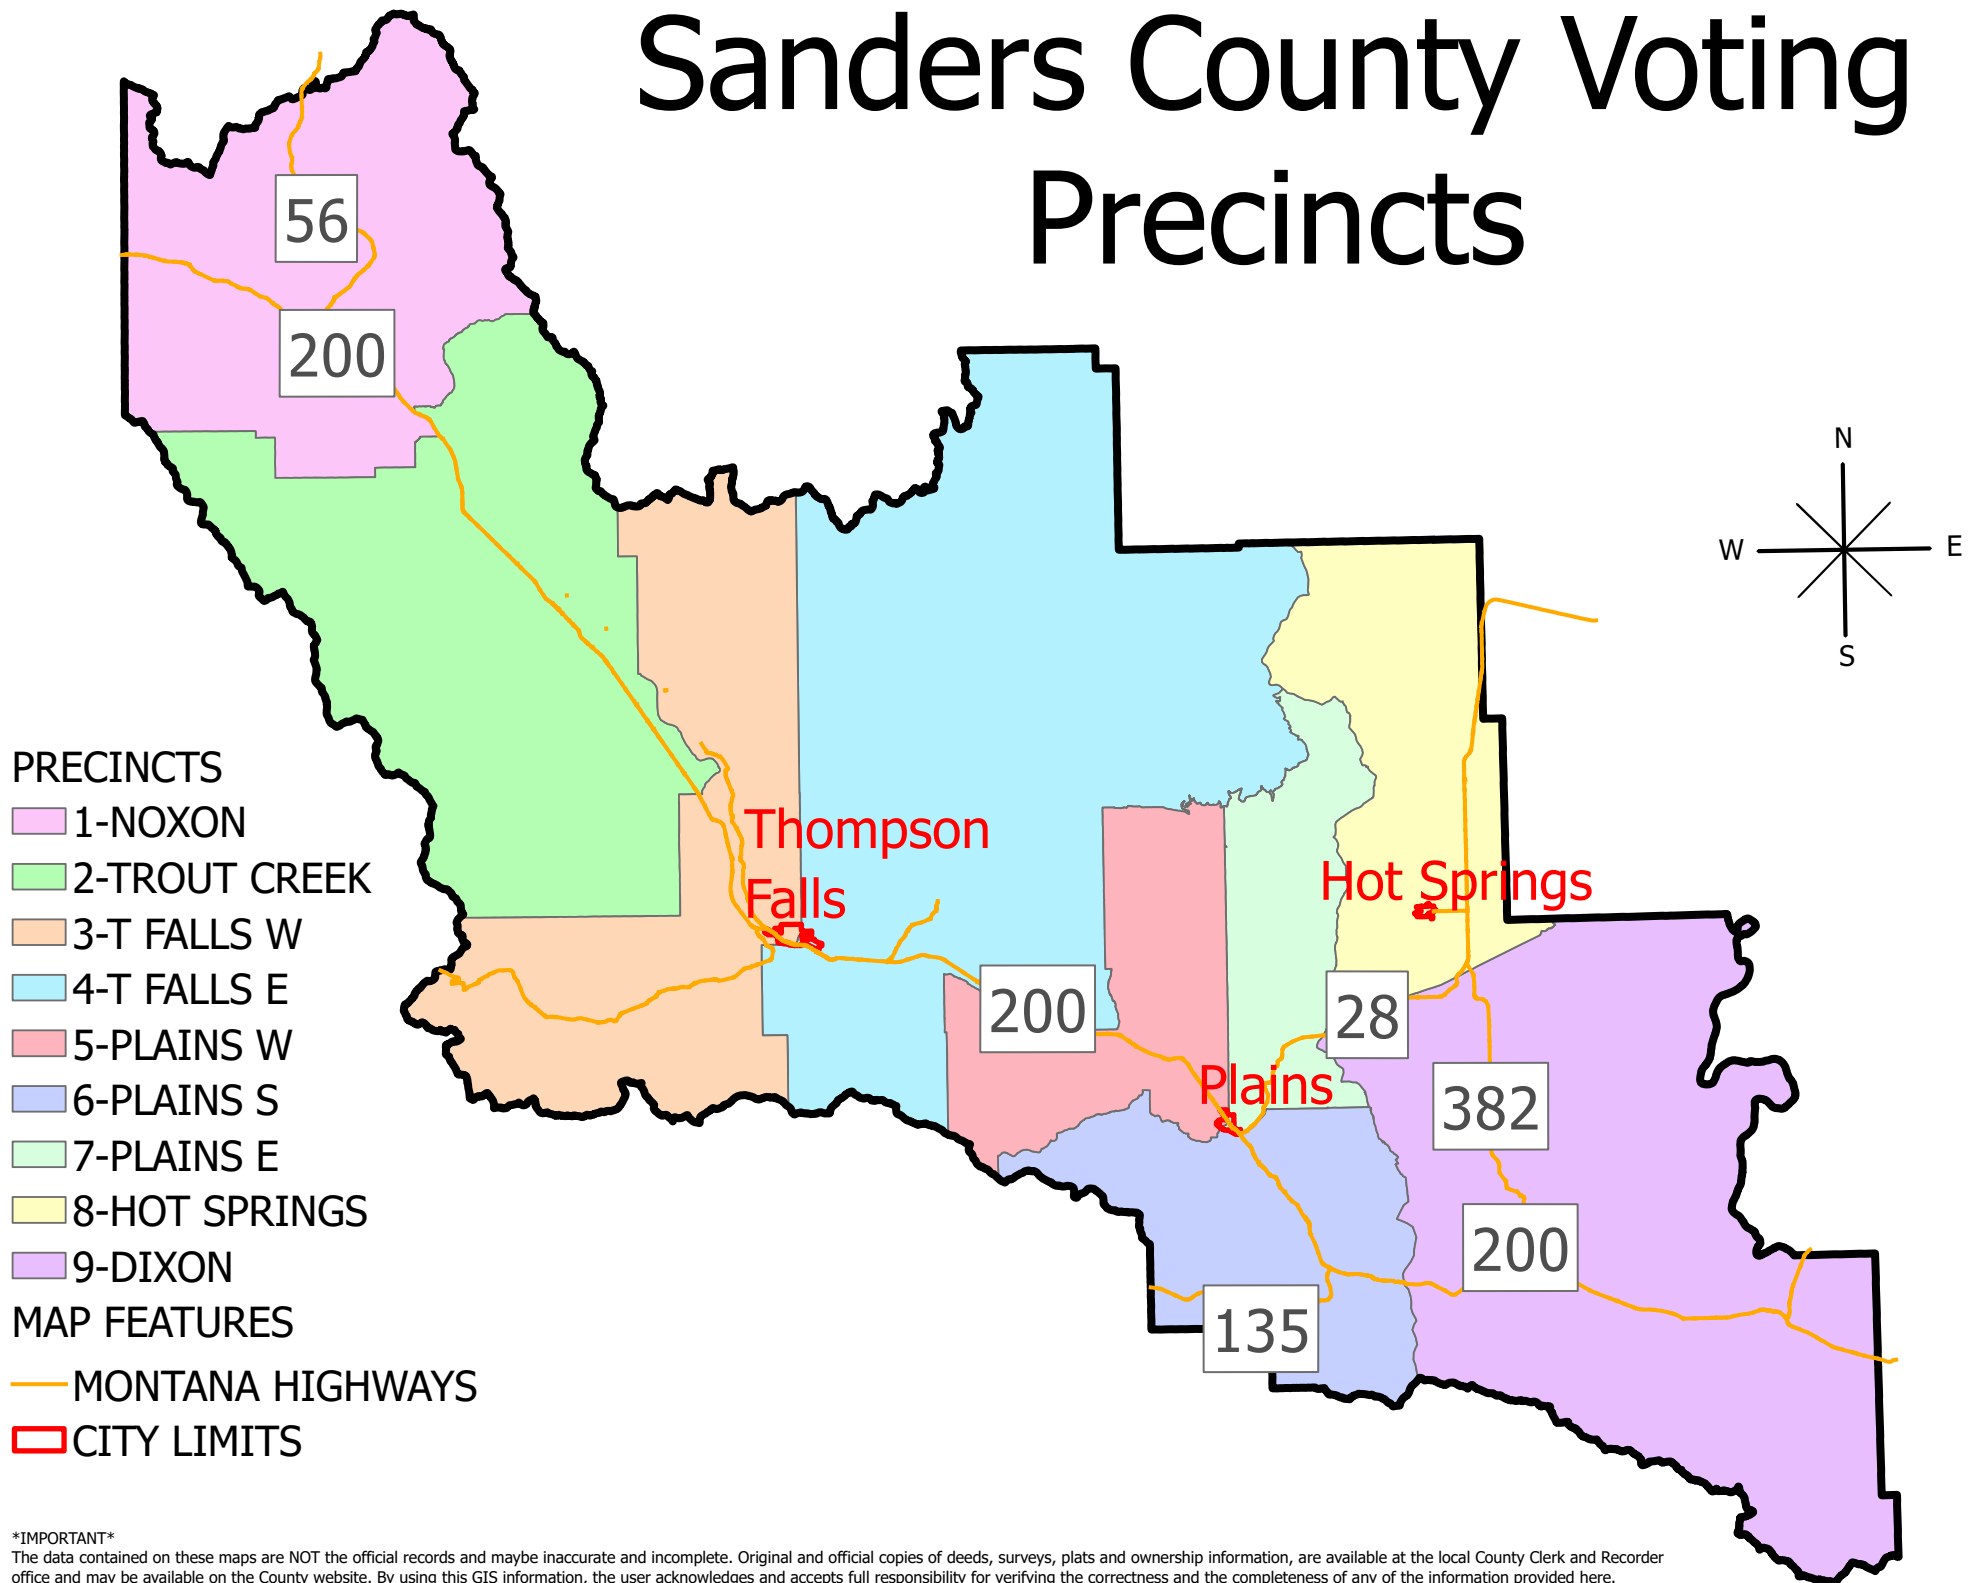 Sanders County Voting
Precincts
56
200
N
W
E
S
PRECINCTS
1-NOXON
2-TROUT CREEK
3-T FALLS W
4-T FALLS E
5-PLAINS W
6-PLAINS S
7-PLAINS E
8-HOT SPRINGS
9-DIXON
MAP FEATURES
MONTANA HIGHWAYS
CITY LIMITS
Thompson
Falls
Hot Springs
200
28
Plains
382
200
135
*IMPORTANT*
The data contained on these maps are NOT the official records and maybe inaccurate and incomplete. Original and official copies of deeds, surveys, plats and ownership information, are available at the local County Clerk and Recorder
office and may be available on the County website. By using this GIS information, the user acknowledges and accepts full responsibility for verifying the correctness and the completeness of any of the information provided here.